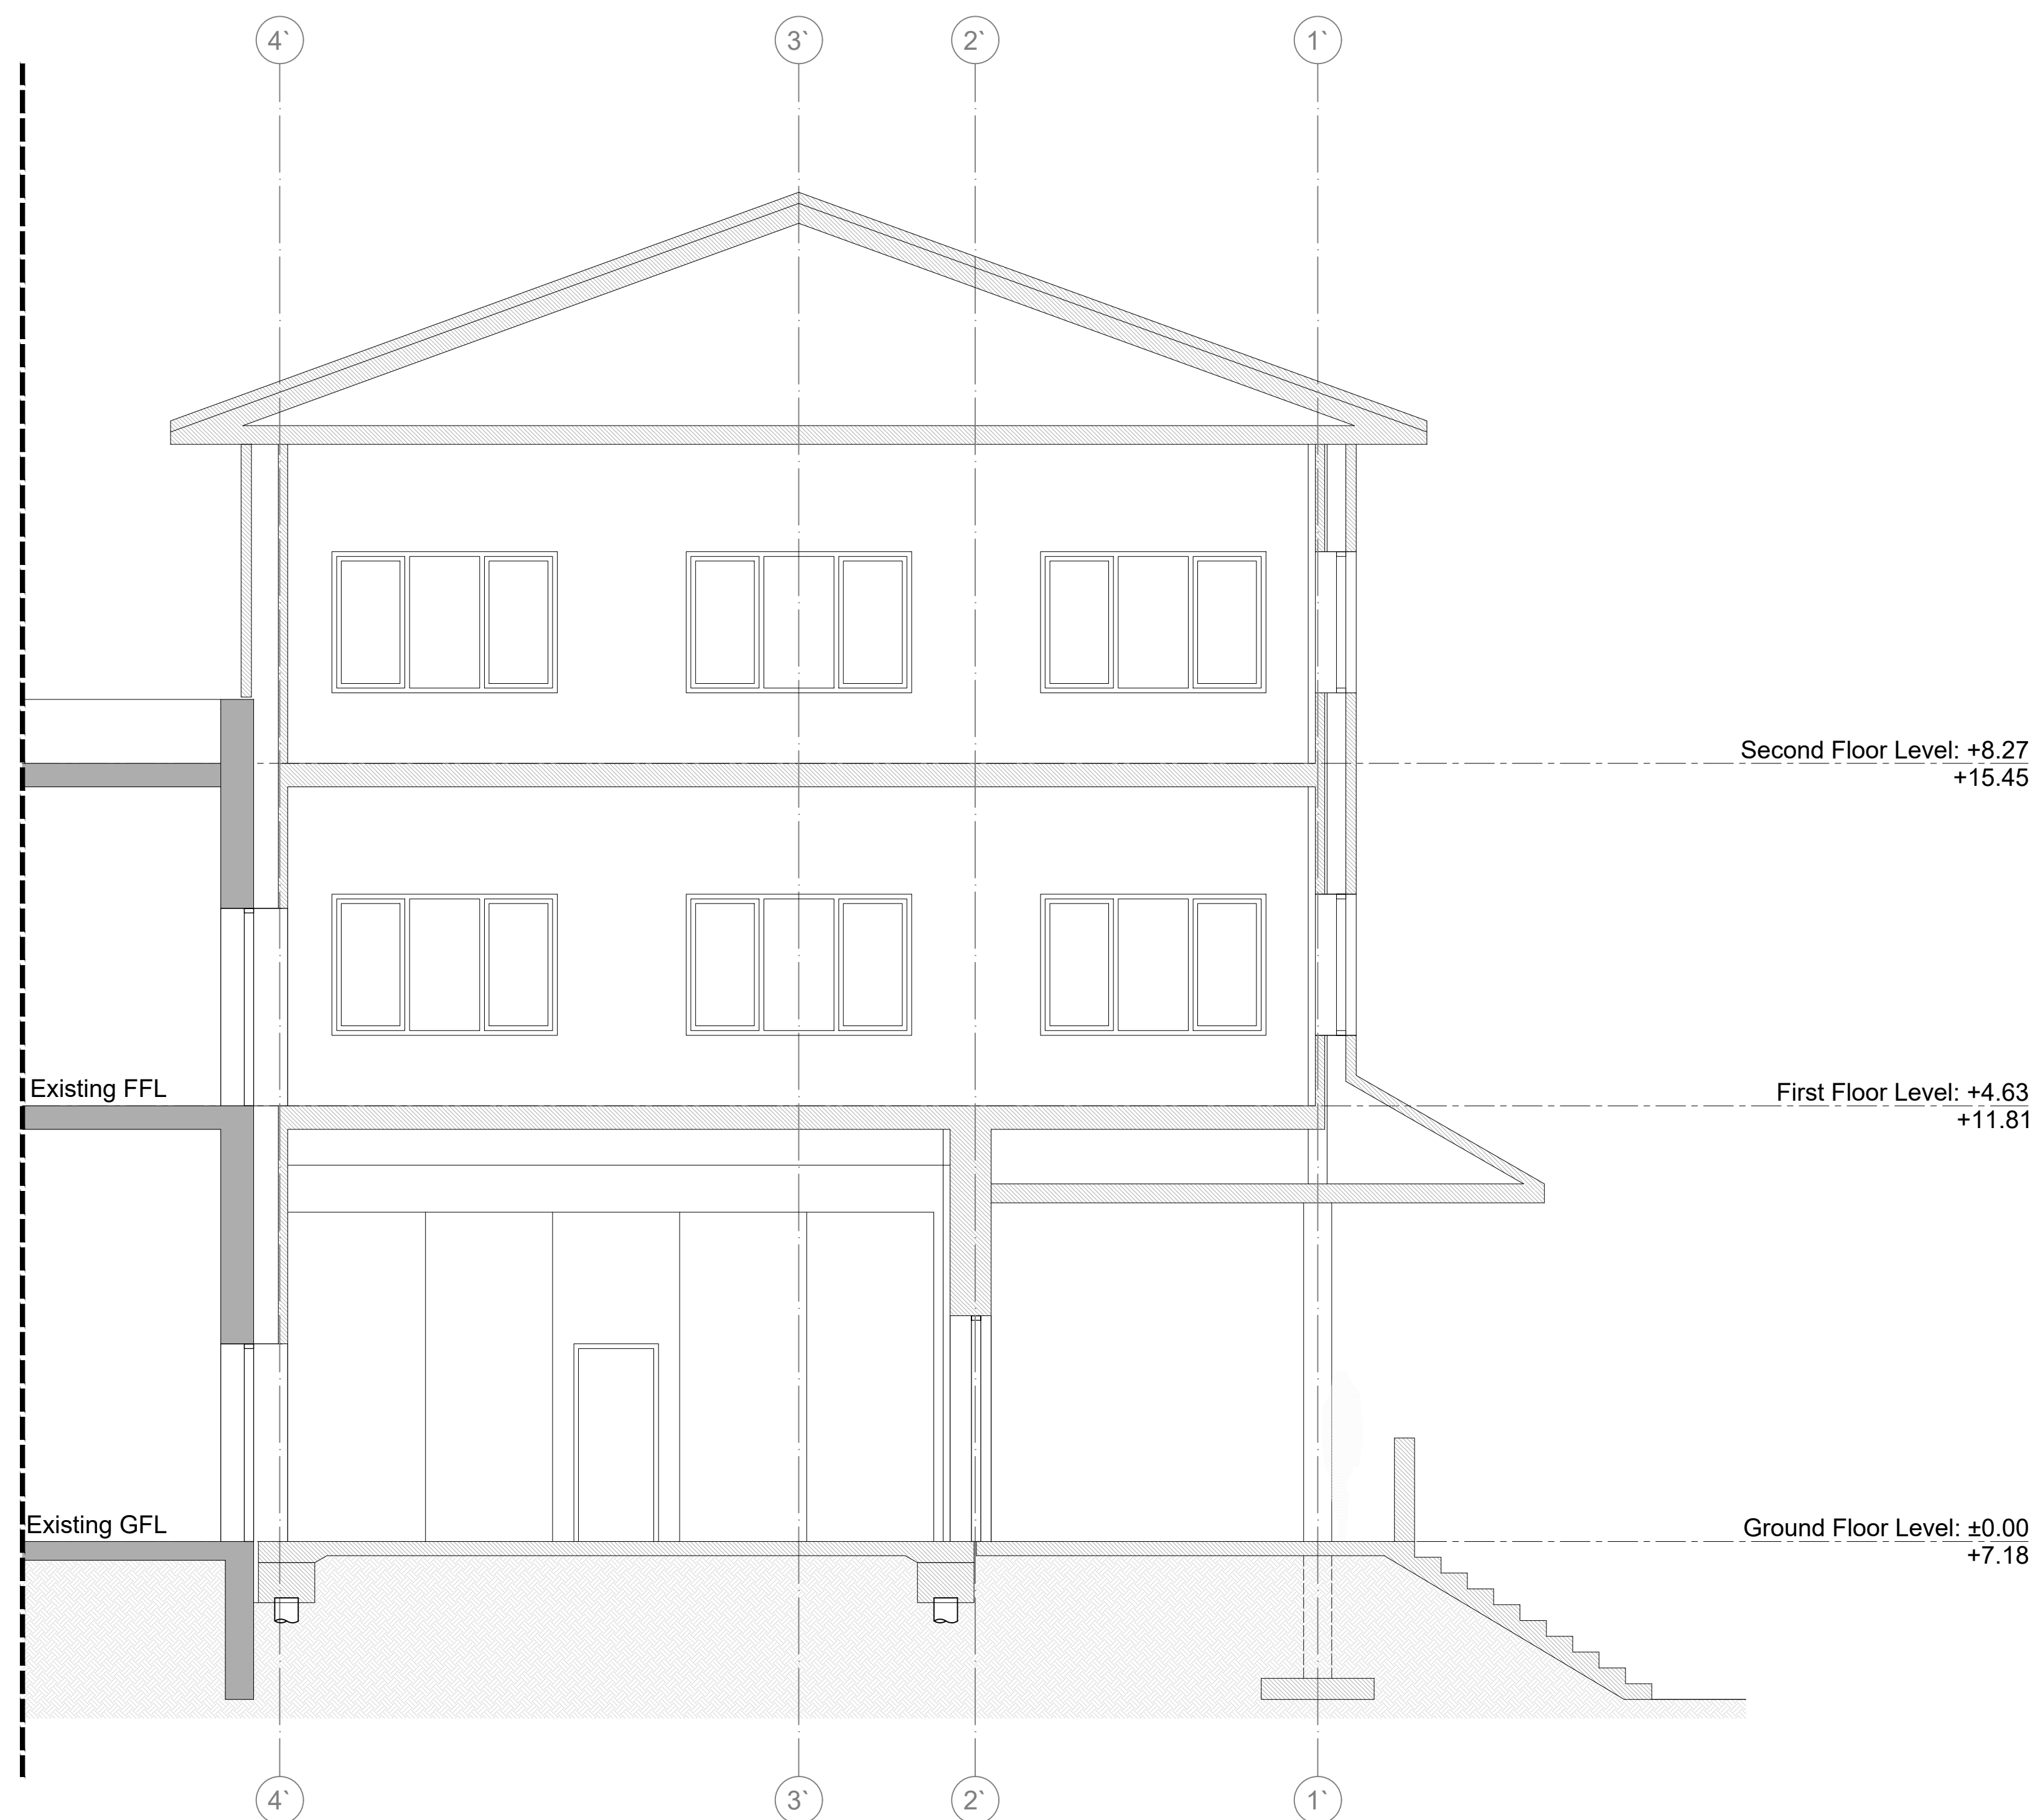 4` 3` 2` 1`
Second Floor Level: +8.27
+15.45
Existing FFL
First Floor Level: +4.63
+11.81
Existing GFL
Ground Floor Level: ±0.00
+7.18
4` 3` 2` 1`